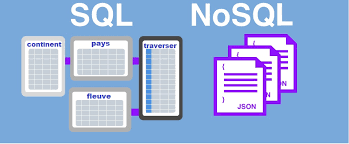 SQL
NoSQL
continent
pays
traverser
fleuve
{
}
JSON
{
}
JSON
JSON